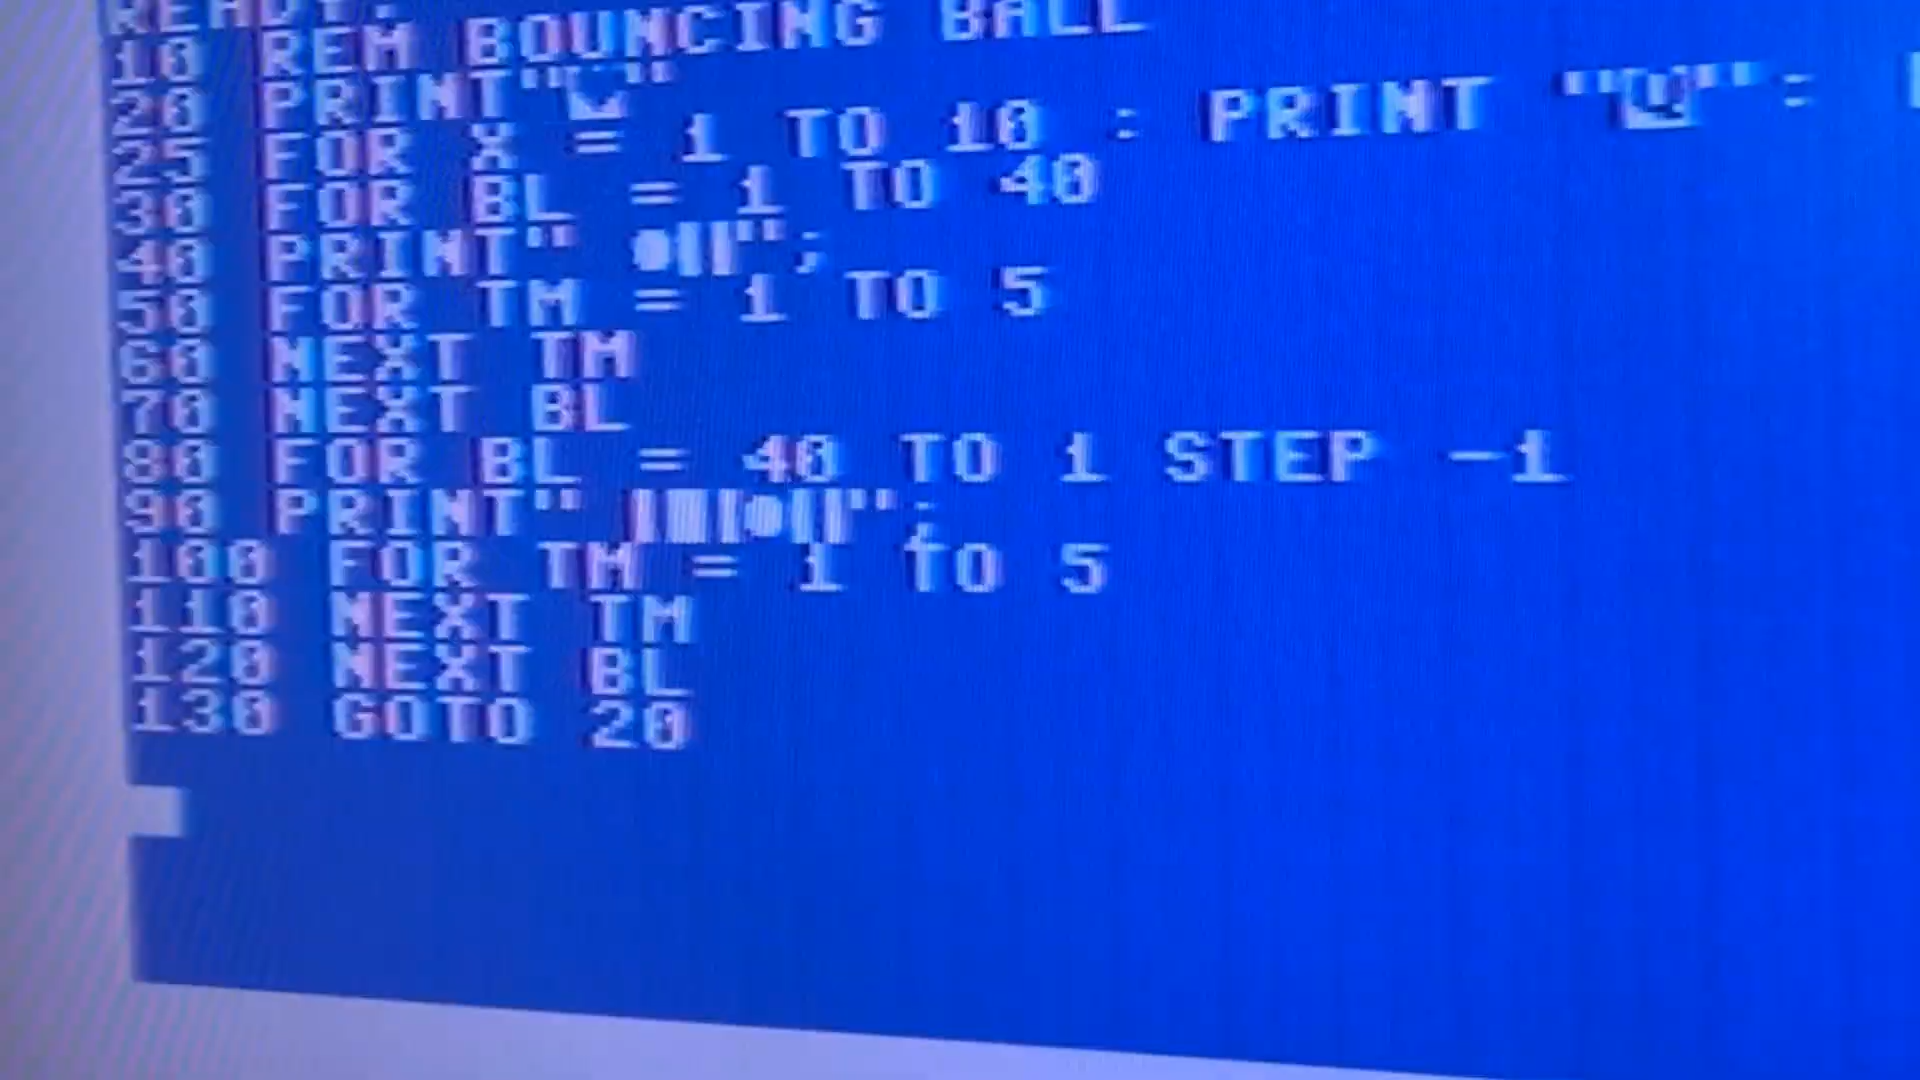 READY.
10 REM BOUNCING BALL
20 PRINT"♥"
25 FOR X = 1 TO 10 : PRINT "Q":
30 FOR BL = 1 TO 40
40 PRINT" ●||";
50 FOR TM = 1 TO 5
60 NEXT TM
70 NEXT BL
80 FOR BL = 40 TO 1 STEP -1
90 PRINT" ||||●||";
100 FOR TM = 1 TO 5
110 NEXT TM
120 NEXT BL
130 GOTO 20